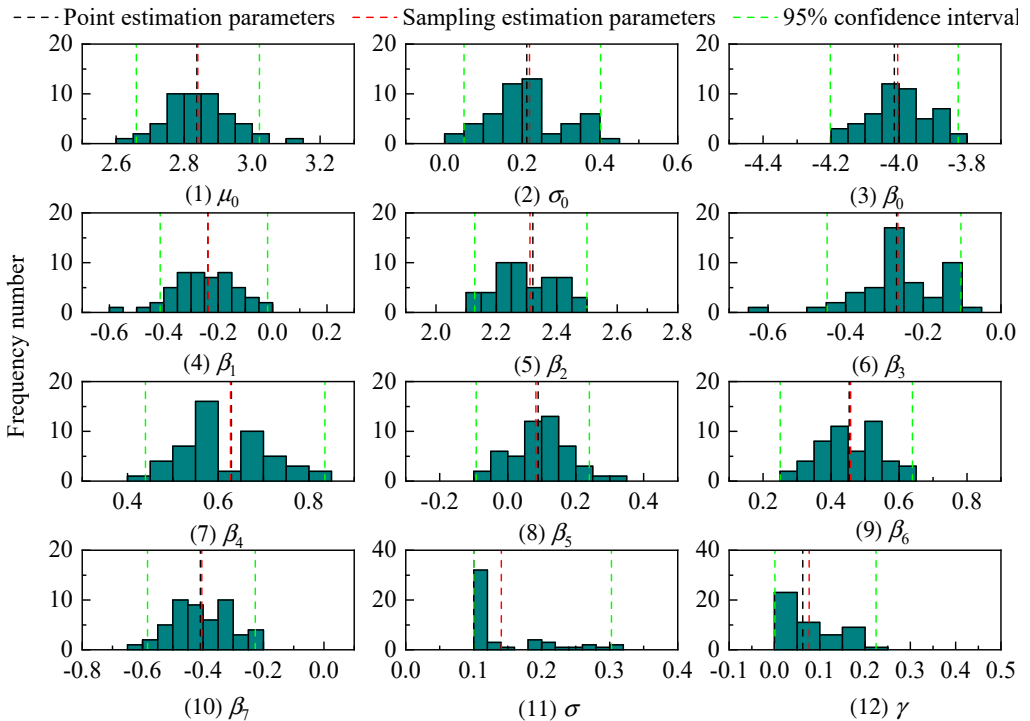 Point estimation parameters Sampling estimation parameters 95% confidence interval
Frequency number
20
10
0
2.6 2.8 3.0 3.2
(1) μ0
20
10
0
0.0 0.2 0.4 0.6
(2) σ0
20
10
0
-4.4 -4.2 -4.0 -3.8
(3) β0
20
10
0
-0.6 -0.4 -0.2 0.0 0.2
(4) β1
20
10
0
2.0 2.2 2.4 2.6 2.8
(5) β2
20
10
0
-0.6 -0.4 -0.2 0.0
(6) β3
20
10
0
0.4 0.6 0.8
(7) β4
20
10
0
-0.2 0.0 0.2 0.4
(8) β5
20
10
0
0.2 0.4 0.6 0.8
(9) β6
20
10
0
-0.8 -0.6 -0.4 -0.2 0.0
(10) β7
40
20
0
0.0 0.1 0.2 0.3 0.4
(11) σ
40
20
0
-0.1 0.0 0.1 0.2 0.3 0.4 0.5
(12) γ